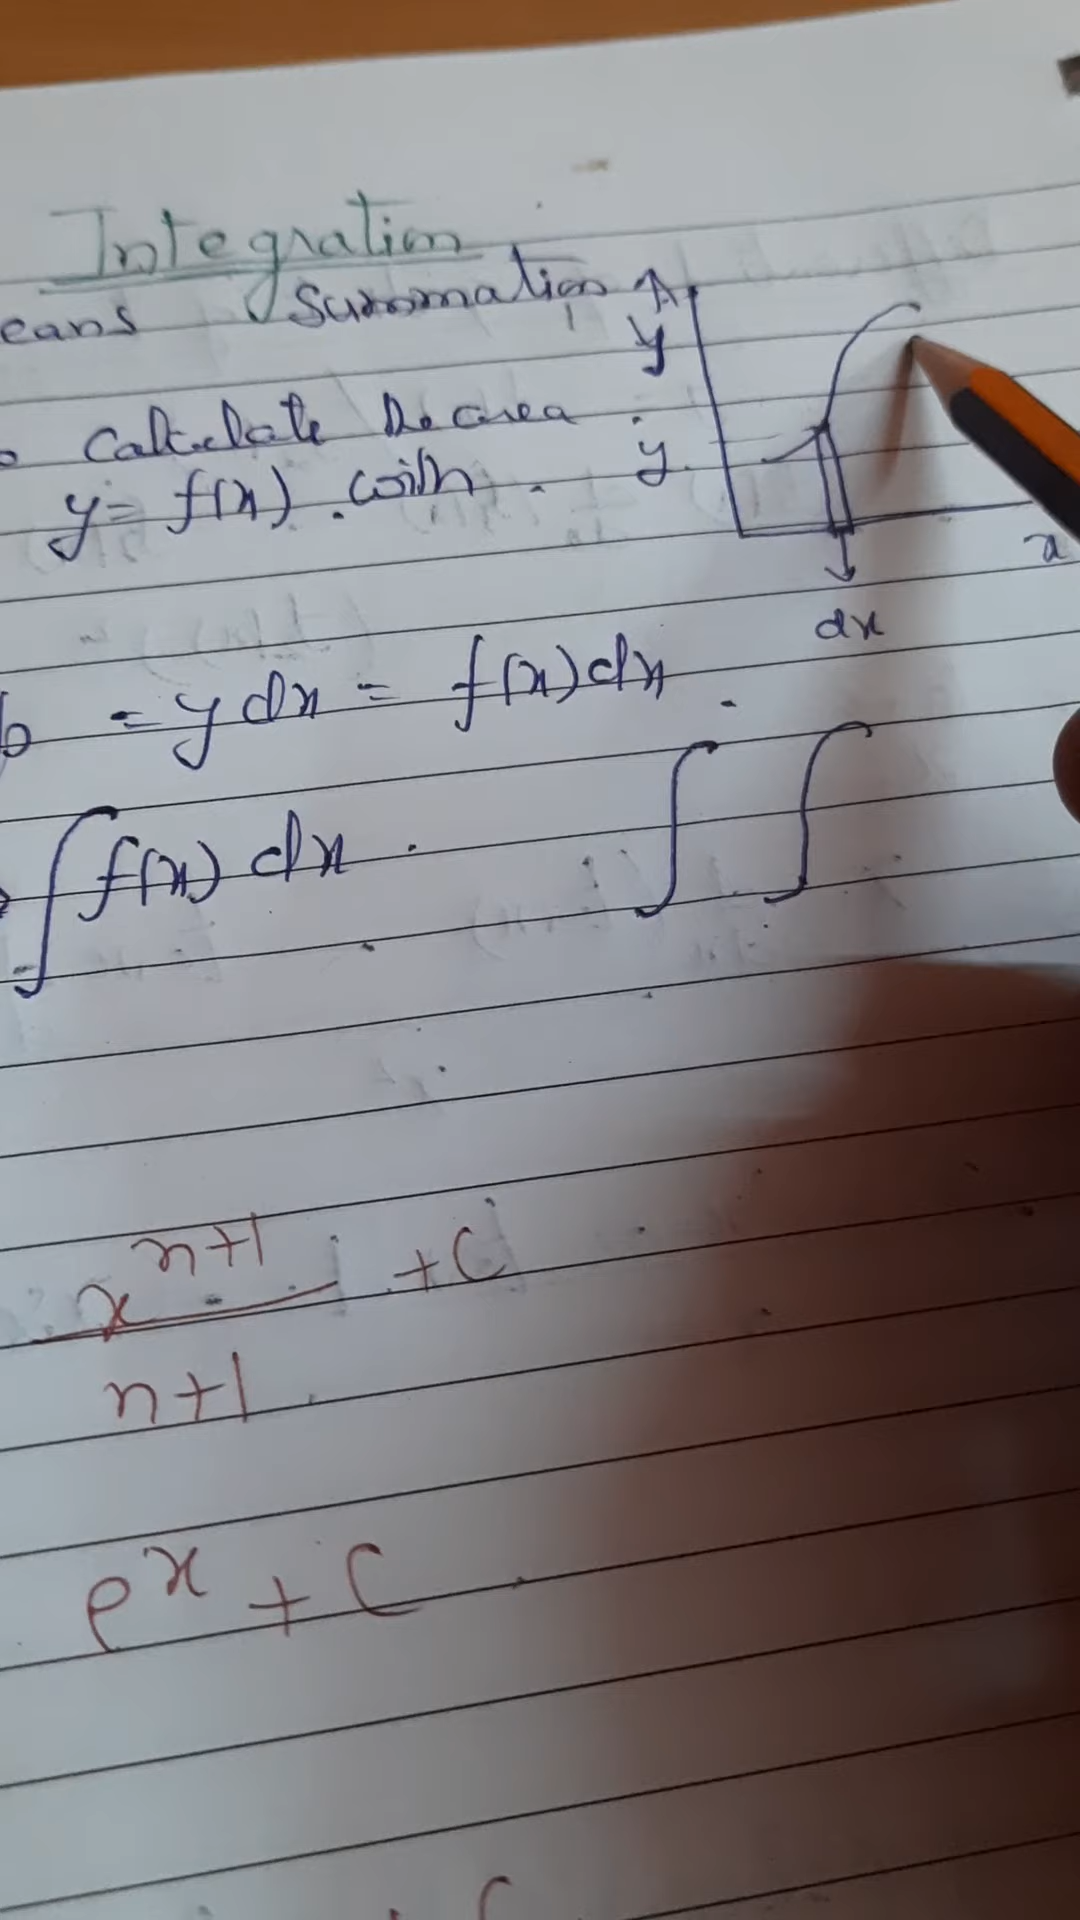 Integration
eans Summation
y
o Calculate the area
y
y = f(x) . with
x
dx
b = y dx = f(x) dx .
∫ f(x) dx . ∫ ∫
x^{n+1} / n+1 + C
e^x + C